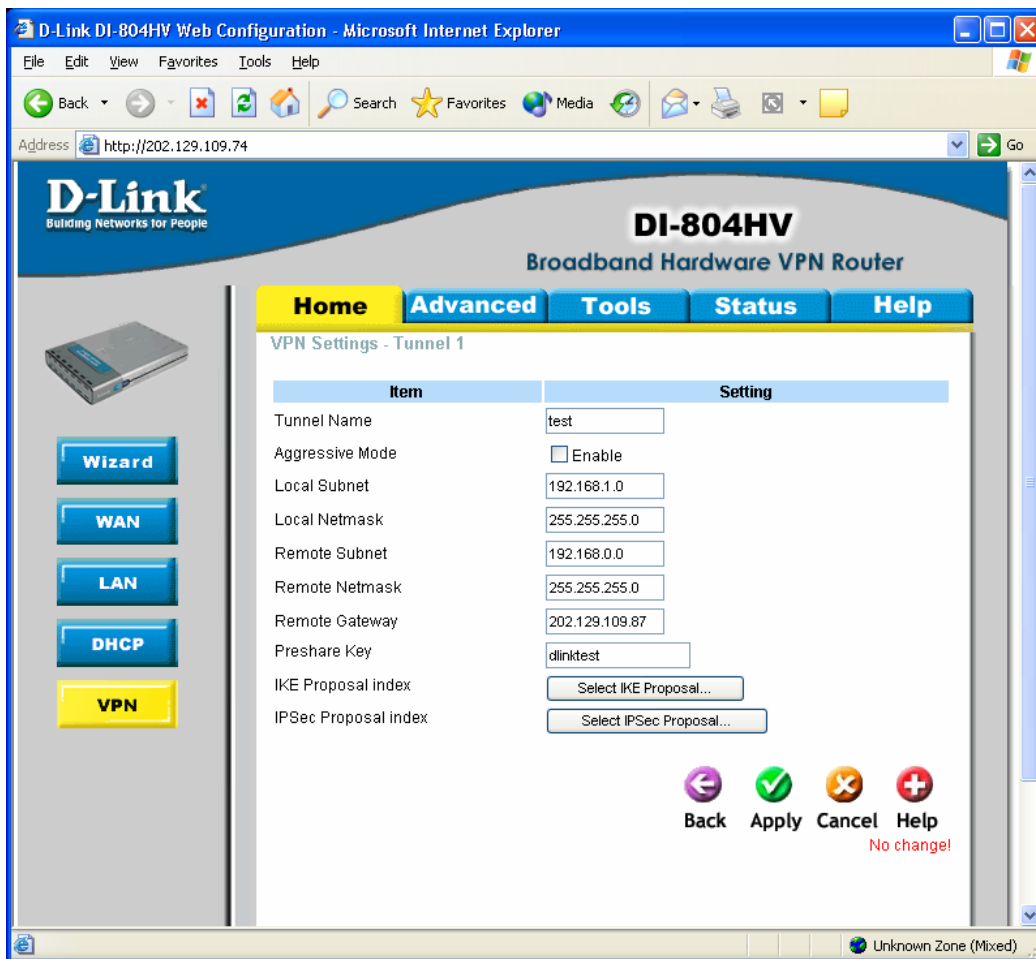 D-Link DI-804HV Web Configuration - Microsoft Internet Explorer
File Edit View Favorites Tools Help
Back Search Favorites Media
Address http://202.129.109.74 Go
D-Link
Building Networks for People
DI-804HV
Broadband Hardware VPN Router
Home Advanced Tools Status Help
VPN Settings - Tunnel 1
Item Setting
Tunnel Name test
Aggressive Mode Enable
Local Subnet 192.168.1.0
Local Netmask 255.255.255.0
Remote Subnet 192.168.0.0
Remote Netmask 255.255.255.0
Remote Gateway 202.129.109.87
Preshare Key dlinktest
IKE Proposal index Select IKE Proposal...
IPSec Proposal index Select IPSec Proposal...
Wizard
WAN
LAN
DHCP
VPN
Back Apply Cancel Help
No change!
Unknown Zone (Mixed)